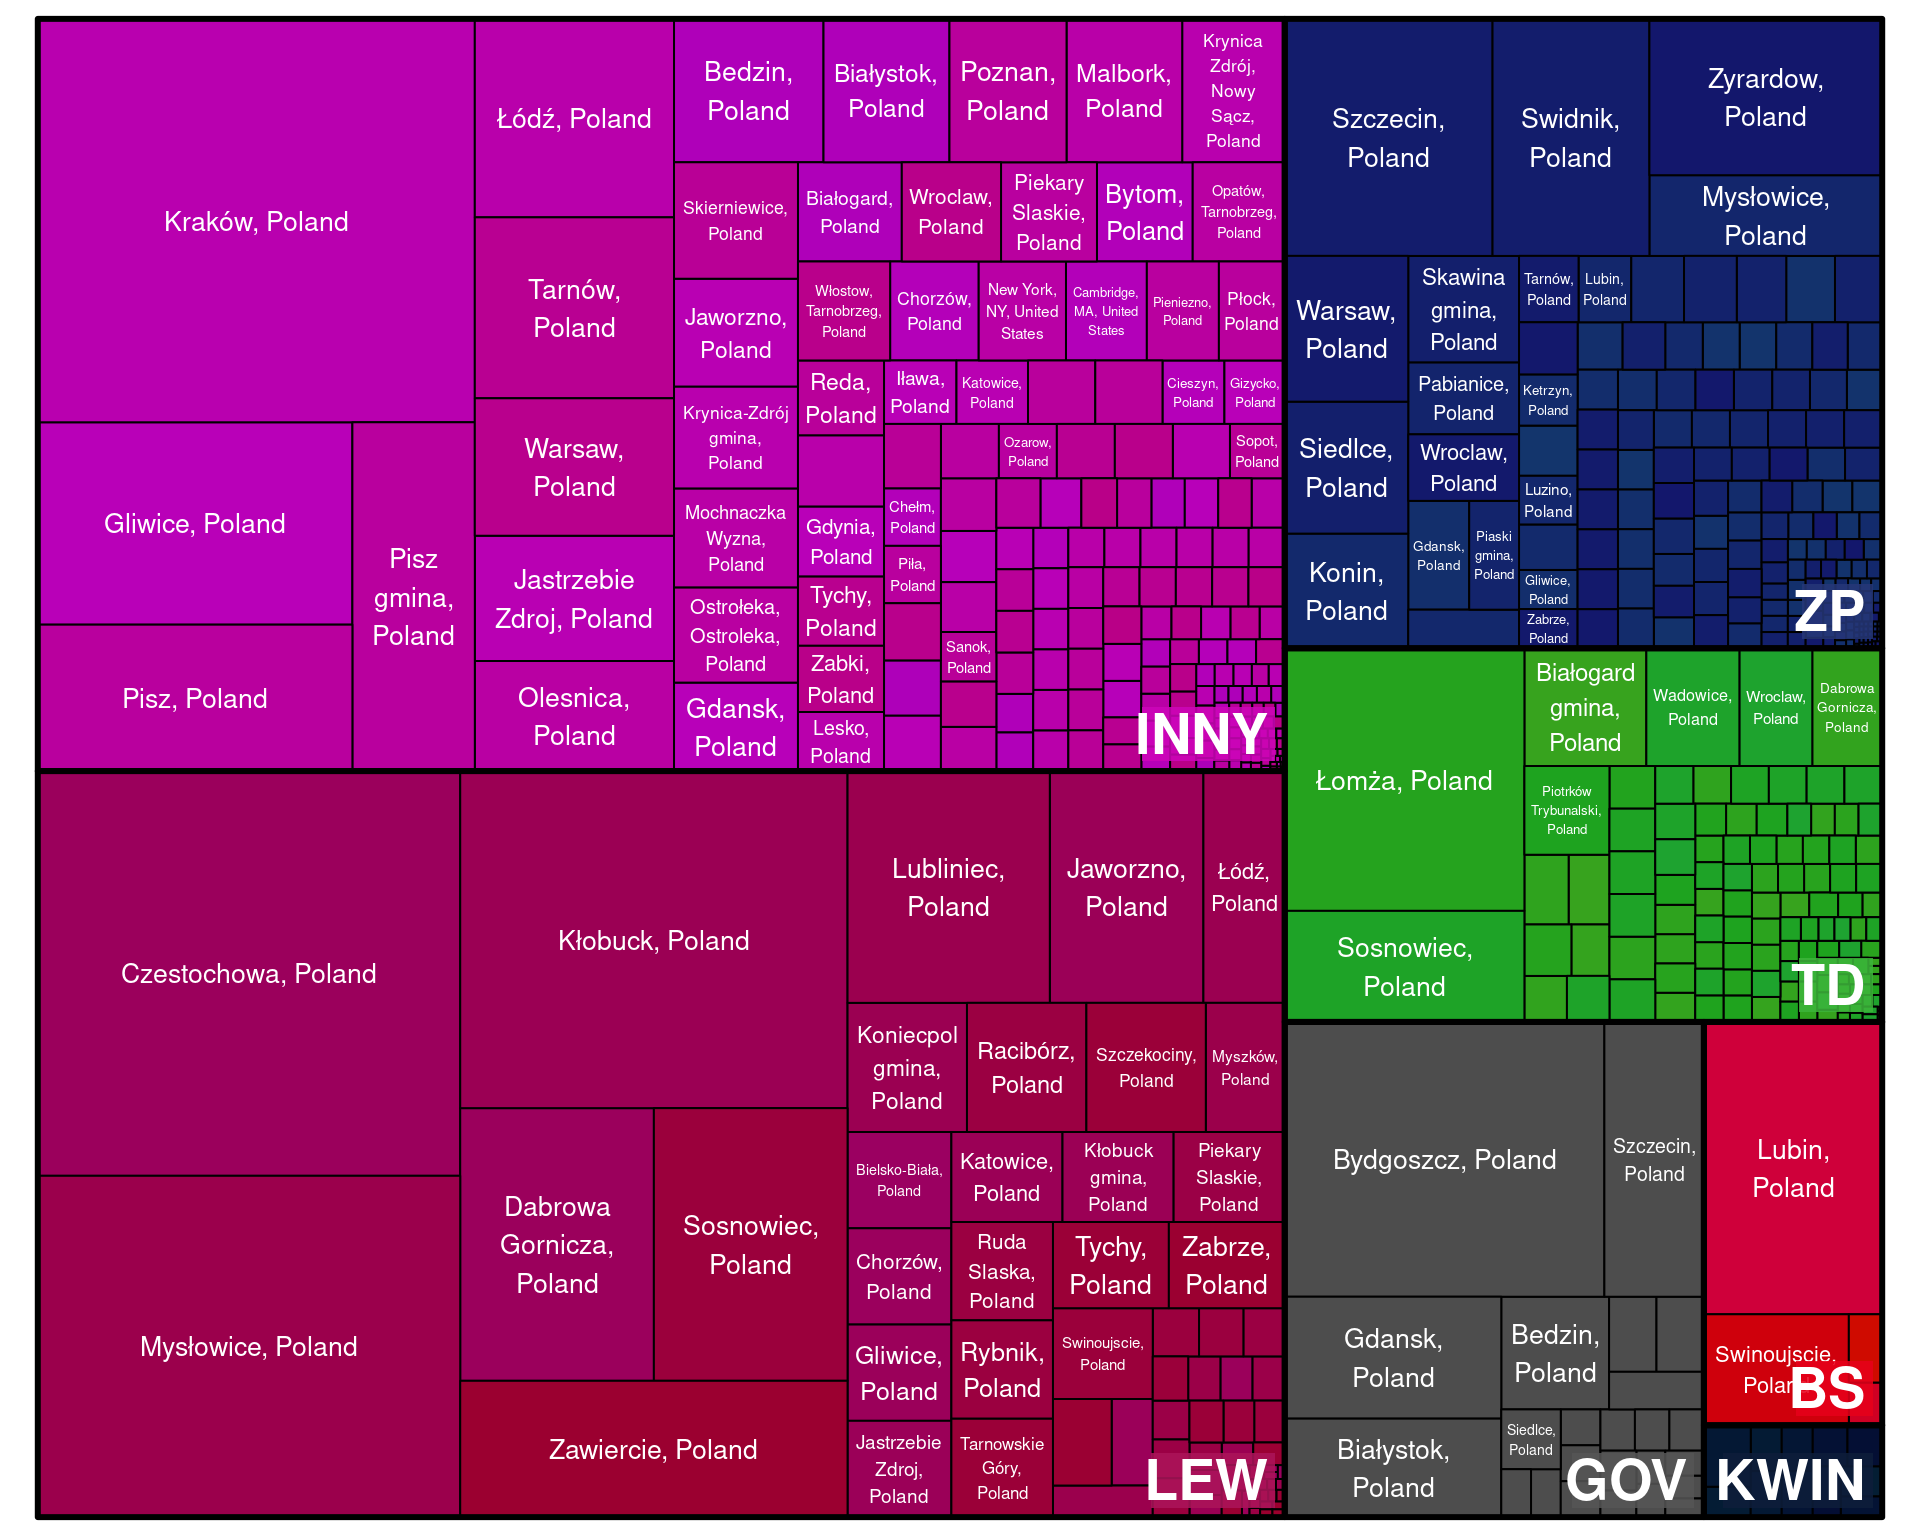 Kraków, Poland
Gliwice, Poland
Pisz, Poland
Pisz
gmina,
Poland
Łódź, Poland
Tarnów,
Poland
Warsaw,
Poland
Jastrzebie
Zdroj, Poland
Olesnica,
Poland
Bedzin,
Poland
Białystok,
Poland
Poznan,
Poland
Malbork,
Poland
Krynica
Zdrój,
Nowy
Sącz,
Poland
Skierniewice,
Poland
Jaworzno,
Poland
Krynica-Zdrój
gmina,
Poland
Mochnaczka
Wyzna,
Poland
Ostrołeka,
Ostroleka,
Poland
Gdansk,
Poland
Białogard,
Poland
Wroclaw,
Poland
Piekary
Slaskie,
Poland
Bytom,
Poland
Opatów,
Tarnobrzeg,
Poland
Włostow,
Tarnobrzeg,
Poland
Chorzów,
Poland
New York,
NY, United
States
Cambridge,
MA, United
States
Pieniezno,
Poland
Płock,
Poland
Reda,
Poland
Iława,
Poland
Katowice,
Poland
Cieszyn,
Poland
Gizycko,
Poland
Ozarow,
Poland
Sopot,
Poland
Gdynia,
Poland
Chełm,
Poland
Piła,
Poland
Tychy,
Poland
Zabki,
Poland
Sanok,
Poland
Lesko,
Poland
INNY
Czestochowa, Poland
Mysłowice, Poland
Kłobuck, Poland
Dabrowa
Gornicza,
Poland
Sosnowiec,
Poland
Zawiercie, Poland
Lubliniec,
Poland
Jaworzno,
Poland
Łódź,
Poland
Koniecpol
gmina,
Poland
Racibórz,
Poland
Szczekociny,
Poland
Myszków,
Poland
Bielsko-Biała,
Poland
Katowice,
Poland
Kłobuck
gmina,
Poland
Piekary
Slaskie,
Poland
Chorzów,
Poland
Ruda
Slaska,
Poland
Tychy,
Poland
Zabrze,
Poland
Gliwice,
Poland
Rybnik,
Poland
Swinoujscie,
Poland
Jastrzebie
Zdroj,
Poland
Tarnowskie
Góry,
Poland
LEW
Szczecin,
Poland
Swidnik,
Poland
Zyrardow,
Poland
Mysłowice,
Poland
Warsaw,
Poland
Siedlce,
Poland
Konin,
Poland
Skawina
gmina,
Poland
Pabianice,
Poland
Wroclaw,
Poland
Gdansk,
Poland
Piaski
gmina,
Poland
Tarnów,
Poland
Lubin,
Poland
Ketrzyn,
Poland
Luzino,
Poland
Gliwice,
Poland
Zabrze,
Poland
ZP
Łomża, Poland
Sosnowiec,
Poland
Białogard
gmina,
Poland
Wadowice,
Poland
Wroclaw,
Poland
Dabrowa
Gornicza,
Poland
Piotrków
Trybunalski,
Poland
TD
Bydgoszcz, Poland
Szczecin,
Poland
Gdansk,
Poland
Bedzin,
Poland
Białystok,
Poland
Siedlce,
Poland
GOV
Lubin,
Poland
Swinoujscie,
Poland
BS
KWIN